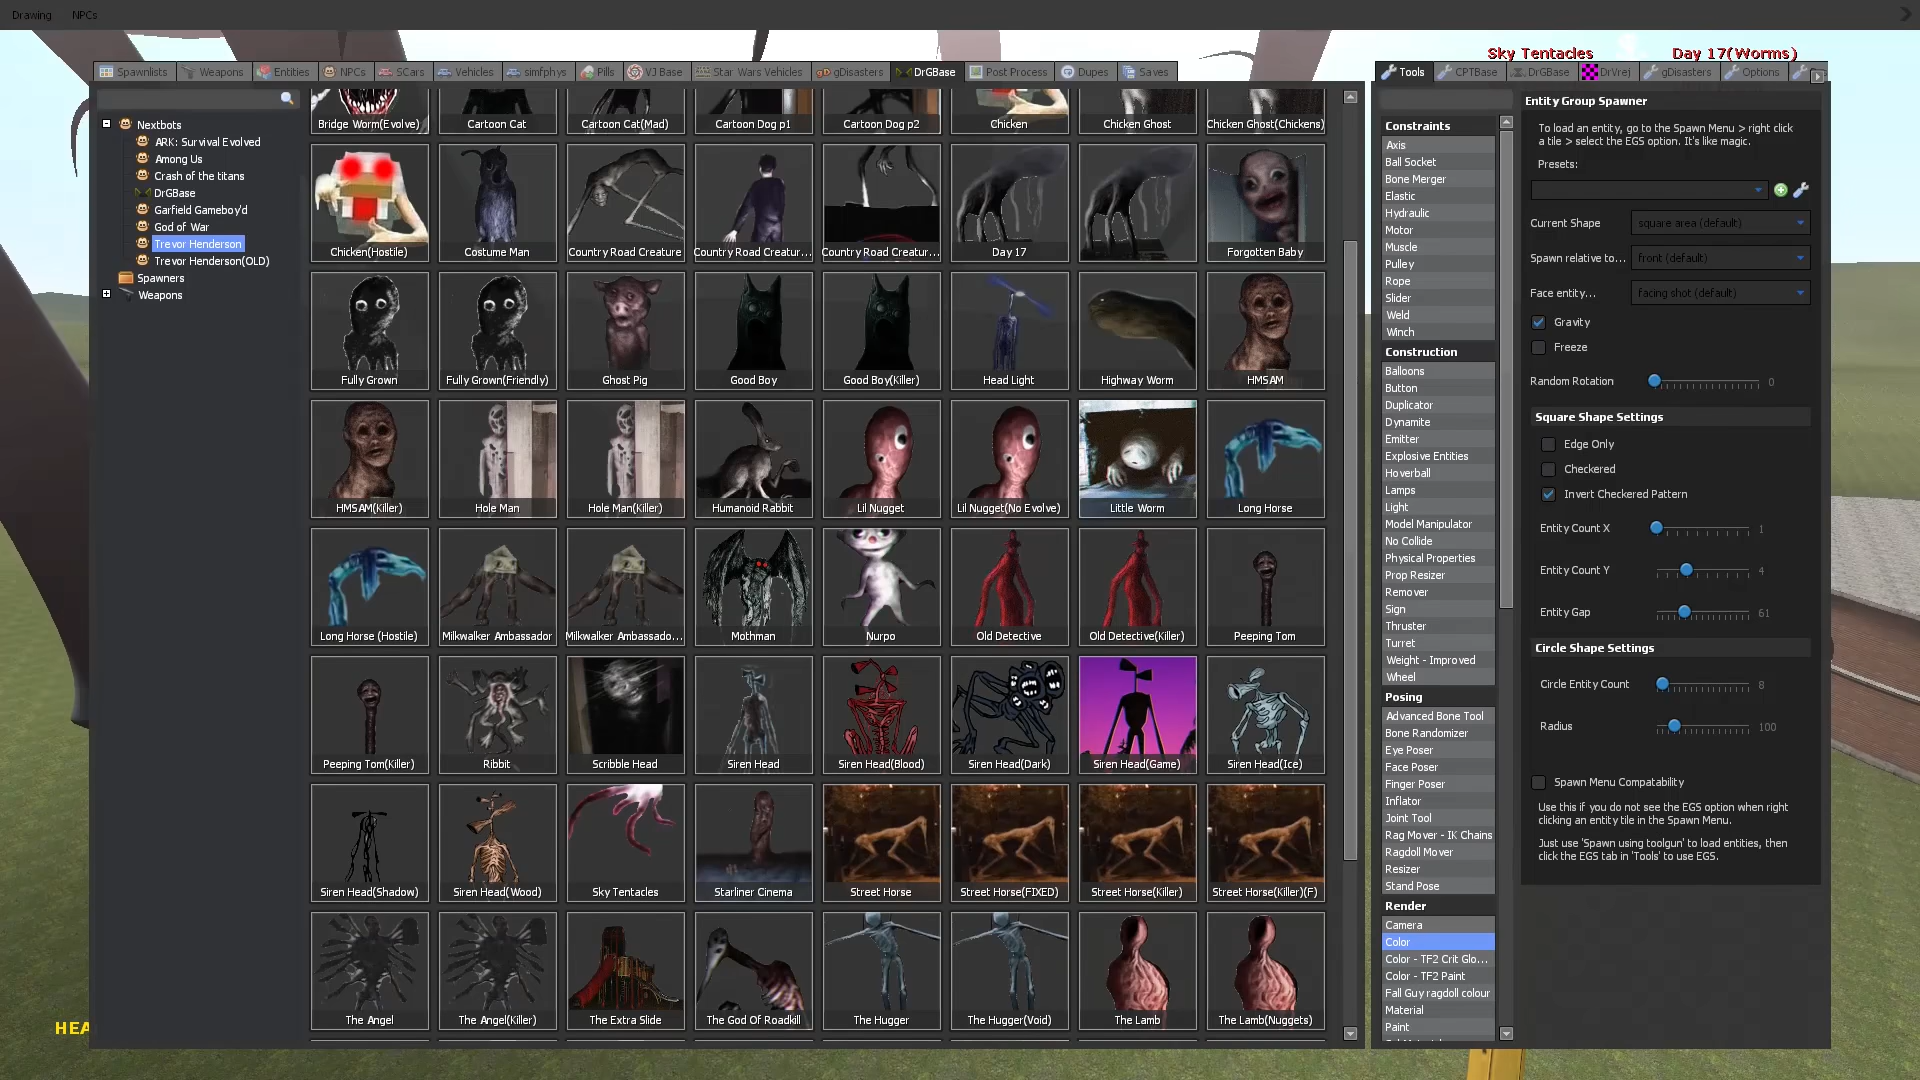 Drawing NPCs
Sky Tentacles Day 17(Worms)
Spawnlists Weapons Entities NPCs SCars Vehicles simfphys Pills VJ Base Star Wars Vehicles gDisasters DrGBase Post Process Dupes Saves
Nextbots
ARK: Survival Evolved
Among Us
Crash of the titans
DrGBase
Garfield Gameboy'd
God of War
Trevor Henderson
Trevor Henderson(OLD)
Spawners
Weapons
Bridge Worm(Evolve) Cartoon Cat Cartoon Cat(Mad) Cartoon Dog p1 Cartoon Dog p2 Chicken Chicken Ghost Chicken Ghost(Chickens)
Chicken(Hostile) Costume Man Country Road Creature Country Road Creatur... Country Road Creatur... Day 17 Forgotten Baby
Fully Grown Fully Grown(Friendly) Ghost Pig Good Boy Good Boy(Killer) Head Light Highway Worm HMSAM
HMSAM(Killer) Hole Man Hole Man(Killer) Humanoid Rabbit Lil Nugget Lil Nugget(No Evolve) Little Worm Long Horse
Long Horse (Hostile) Milkwalker Ambassador Milkwalker Ambassado... Mothman Nurpo Old Detective Old Detective(Killer) Peeping Tom
Peeping Tom(Killer) Ribbit Scribble Head Siren Head Siren Head(Blood) Siren Head(Dark) Siren Head(Game) Siren Head(Ice)
Siren Head(Shadow) Siren Head(Wood) Sky Tentacles Starliner Cinema Street Horse Street Horse(FIXED) Street Horse(Killer) Street Horse(Killer)(F)
The Angel The Angel(Killer) The Extra Slide The God Of Roadkill The Hugger The Hugger(Void) The Lamb The Lamb(Nuggets)
HEA
Tools CPTBase DrGBase DrVrej gDisasters Options
Constraints
Axis
Ball Socket
Bone Merger
Elastic
Hydraulic
Motor
Muscle
Pulley
Rope
Slider
Weld
Winch
Construction
Balloons
Button
Duplicator
Dynamite
Emitter
Explosive Entities
Hoverball
Lamps
Light
Model Manipulator
No Collide
Physical Properties
Prop Resizer
Remover
Sign
Thruster
Turret
Weight - Improved
Wheel
Posing
Advanced Bone Tool
Bone Randomizer
Eye Poser
Face Poser
Finger Poser
Inflator
Joint Tool
Rag Mover - IK Chains
Ragdoll Mover
Resizer
Stand Pose
Render
Camera
Color
Color - TF2 Crit Glo...
Color - TF2 Paint
Fall Guy ragdoll colour
Material
Paint
Entity Group Spawner
To load an entity, go to the Spawn Menu > right click
a tile > select the EGS option. It's like magic.
Presets:
Current Shape square area (default)
Spawn relative to... front (default)
Face entity... facing shot (default)
Gravity
Freeze
Random Rotation 0
Square Shape Settings
Edge Only
Checkered
Invert Checkered Pattern
Entity Count X 1
Entity Count Y 4
Entity Gap 61
Circle Shape Settings
Circle Entity Count 8
Radius 100
Spawn Menu Compatability
Use this if you do not see the EGS option when right
clicking an entity tile in the Spawn Menu.
Just use 'Spawn using toolgun' to load entities, then
click the EGS tab in 'Tools' to use EGS.